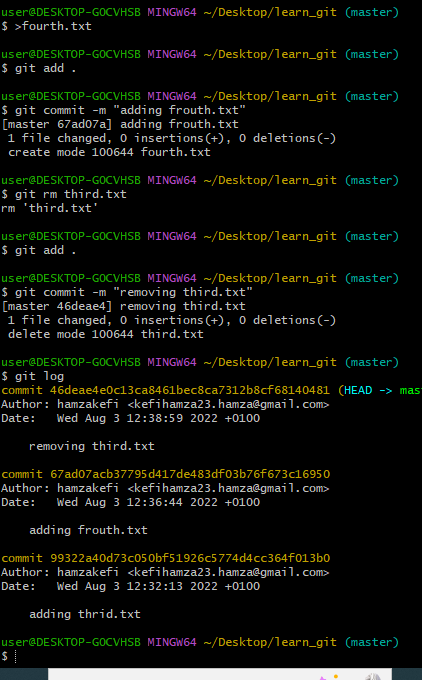 user@DESKTOP-GOCVHSB MINGW64 ~/Desktop/learn_git (master)
$ >fourth.txt
user@DESKTOP-GOCVHSB MINGW64 ~/Desktop/learn_git (master)
$ git add .
user@DESKTOP-GOCVHSB MINGW64 ~/Desktop/learn_git (master)
$ git commit -m "adding frouth.txt"
[master 67ad07a] adding frouth.txt
1 file changed, 0 insertions(+), 0 deletions(-)
create mode 100644 fourth.txt
user@DESKTOP-GOCVHSB MINGW64 ~/Desktop/learn_git (master)
$ git rm third.txt
rm 'third.txt'
user@DESKTOP-GOCVHSB MINGW64 ~/Desktop/learn_git (master)
$ git add .
user@DESKTOP-GOCVHSB MINGW64 ~/Desktop/learn_git (master)
$ git commit -m "removing third.txt"
[master 46deae4] removing third.txt
1 file changed, 0 insertions(+), 0 deletions(-)
delete mode 100644 third.txt
user@DESKTOP-GOCVHSB MINGW64 ~/Desktop/learn_git (master)
$ git log
commit 46deae4e0c13ca8461bec8ca7312b8cf68140481 (HEAD -> mas
Author: hamzakefi <kefihamza23.hamza@gmail.com>
Date: Wed Aug 3 12:38:59 2022 +0100
removing third.txt
commit 67ad07acb37795d417de483df03b76f673c16950
Author: hamzakefi <kefihamza23.hamza@gmail.com>
Date: Wed Aug 3 12:36:44 2022 +0100
adding frouth.txt
commit 99322a40d73c050bf51926c5774d4cc364f013b0
Author: hamzakefi <kefihamza23.hamza@gmail.com>
Date: Wed Aug 3 12:32:13 2022 +0100
adding thrid.txt
user@DESKTOP-GOCVHSB MINGW64 ~/Desktop/learn_git (master)
$